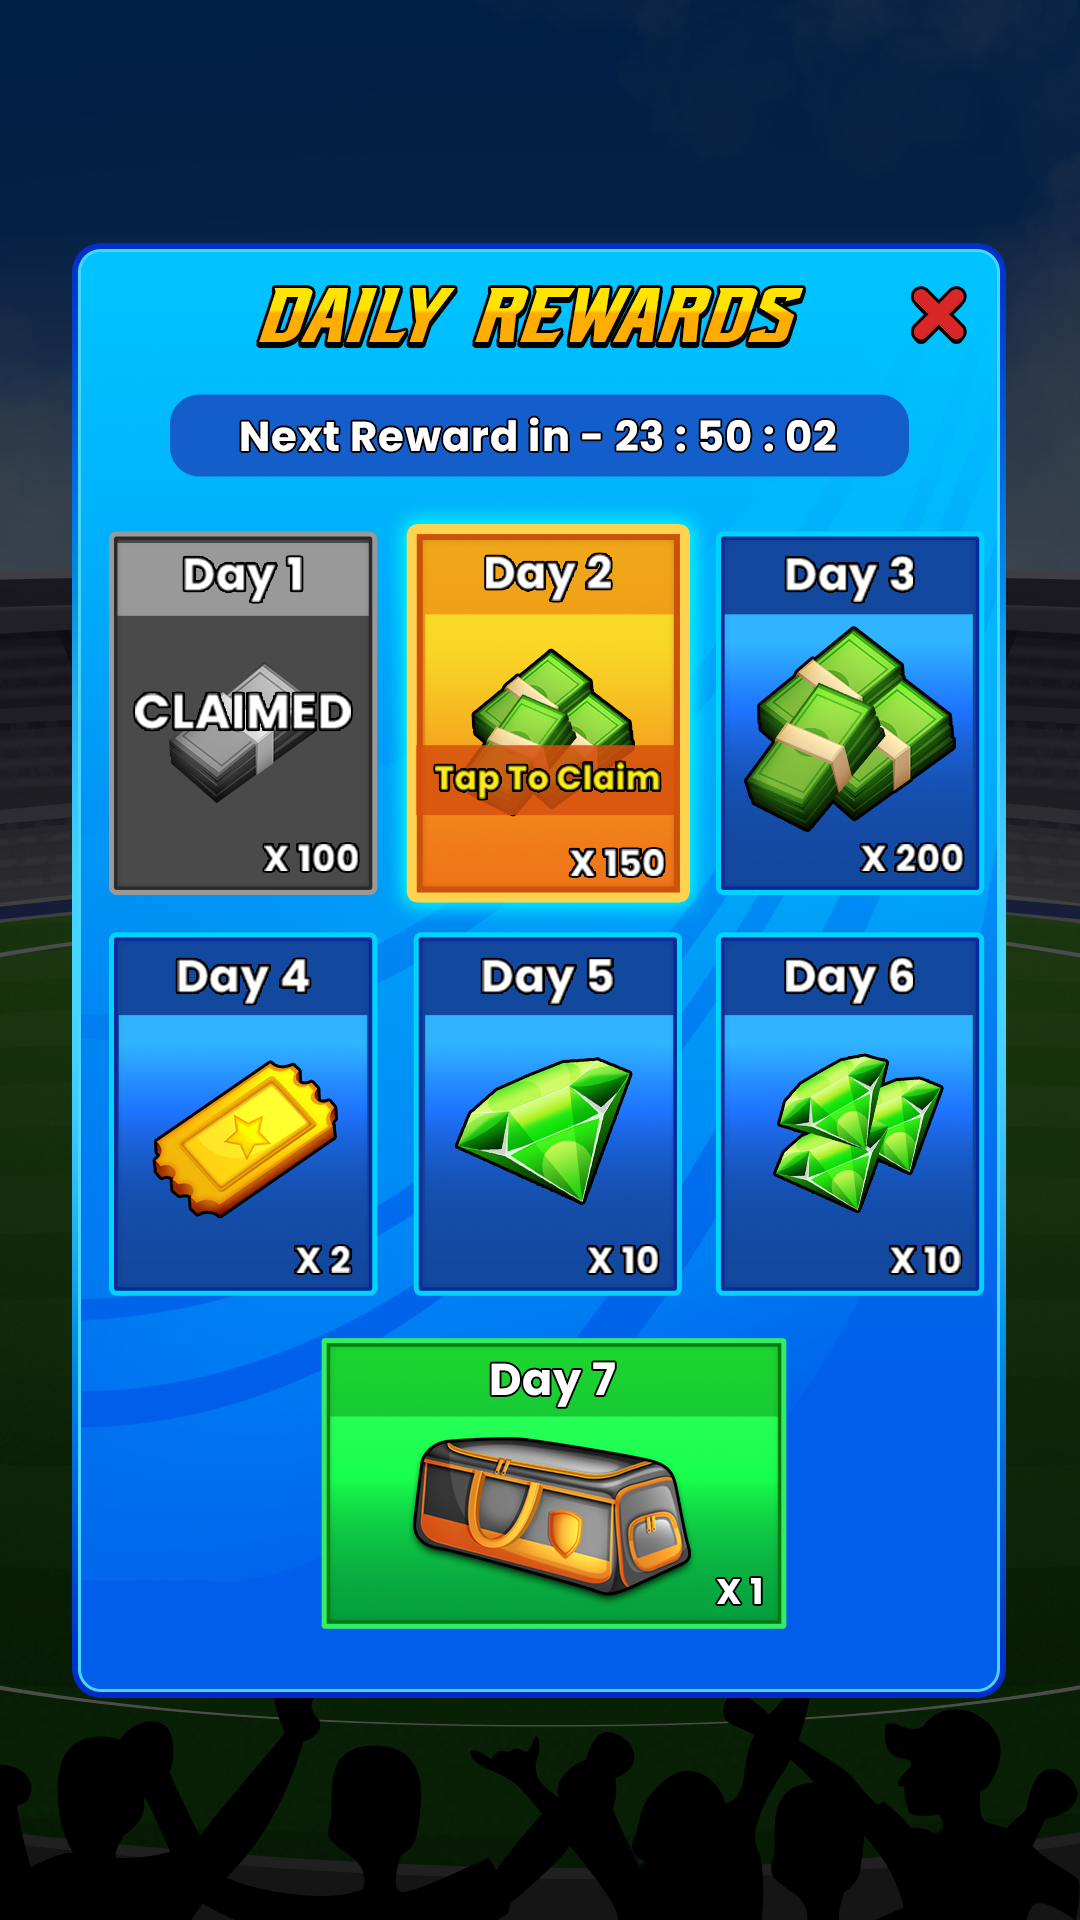 DAILY REWARDS
Next Reward in - 23 : 50 : 02
Day 1
CLAIMED
X 100
Day 2
Tap To Claim
X 150
Day 3
X 200
Day 4
X 2
Day 5
X 10
Day 6
X 10
Day 7
X 1